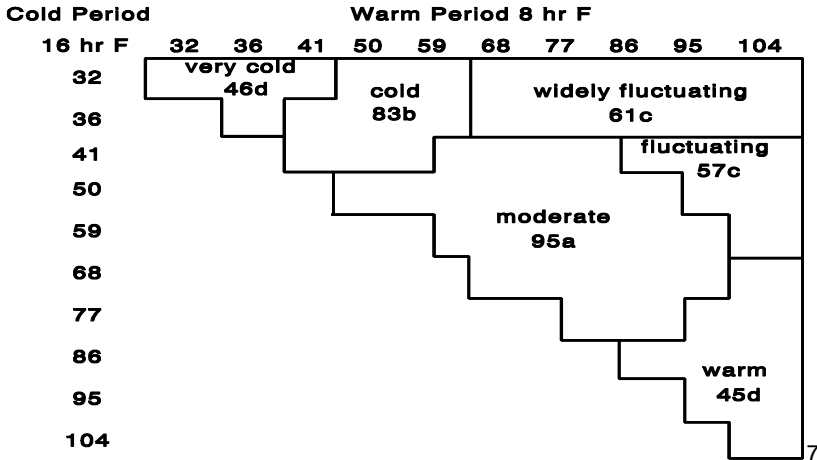 Cold Period Warm Period 8 hr F
16 hr F 32 36 41 50 59 68 77 86 95 104
32 very cold
46d cold widely fluctuating
36 83b 61c
41 fluctuating
57c
50
59 moderate
95a
68
77
86 warm
95 45d
104 7